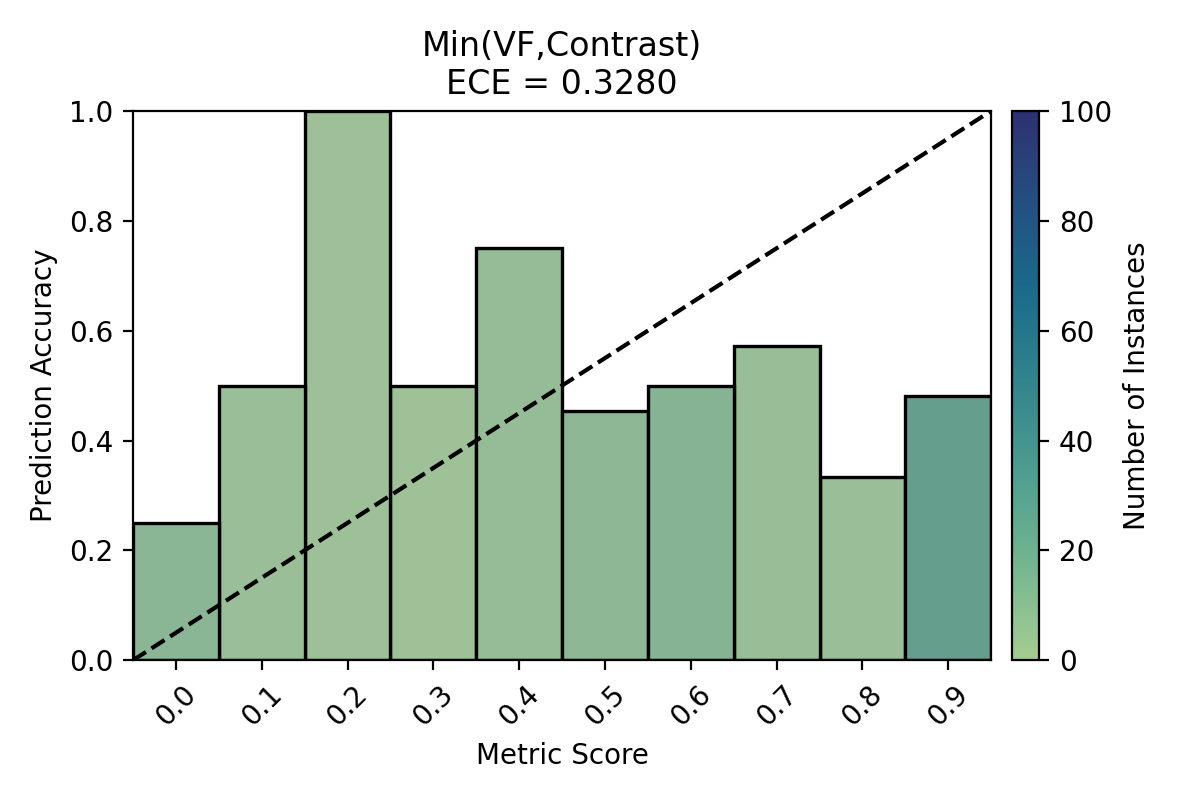 Min(VF,Contrast)
ECE = 0.3280
1.0
0.8
0.6
0.4
0.2
0.0
Prediction Accuracy
0.0 0.1 0.2 0.3 0.4 0.5 0.6 0.7 0.8 0.9
Metric Score
100
80
60
40
20
0
Number of Instances